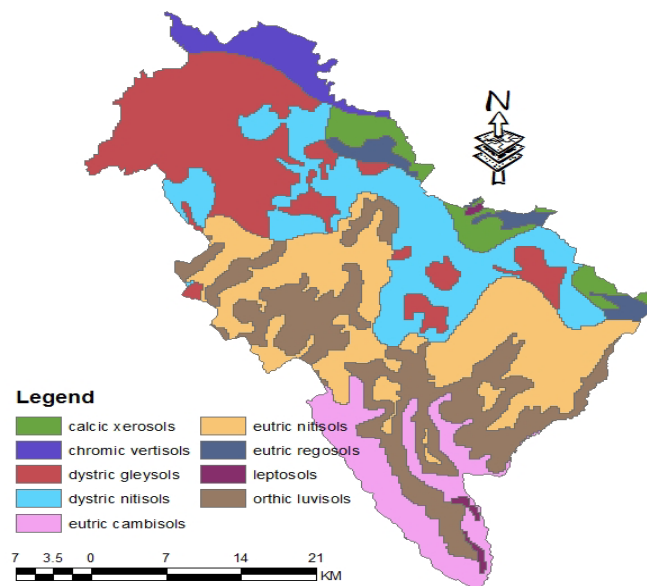 N
Legend
calcic xerosols
chromic vertisols
dystric gleysols
dystric nitisols
eutric cambisols
eutric nitisols
eutric regosols
leptosols
orthic luvisols
7 3.5 0 7 14 21
KM